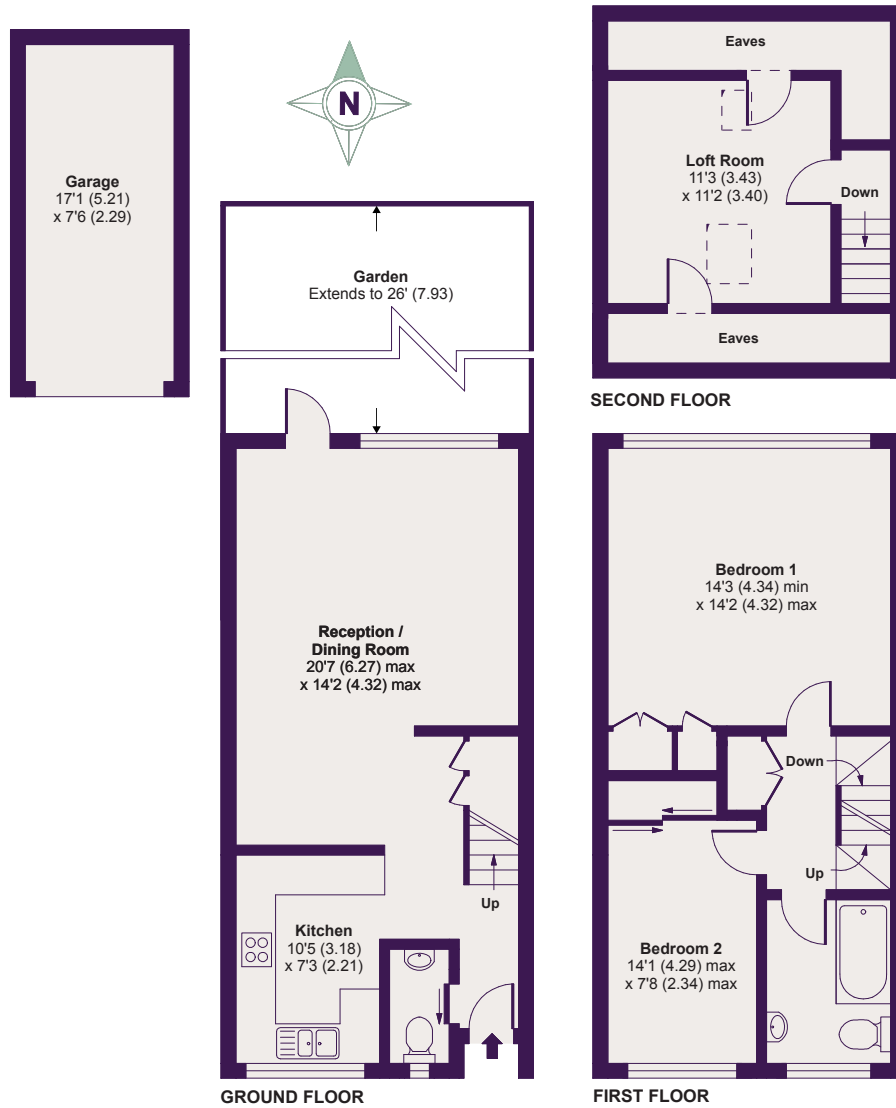 Garage
17'1 (5.21)
x 7'6 (2.29)
N
Garden
Extends to 26' (7.93)
Reception /
Dining Room
20'7 (6.27) max
x 14'2 (4.32) max
Up
Kitchen
10'5 (3.18)
x 7'3 (2.21)
GROUND FLOOR
Eaves
Loft Room
11'3 (3.43)
x 11'2 (3.40)
Down
Eaves
SECOND FLOOR
Bedroom 1
14'3 (4.34) min
x 14'2 (4.32) max
Down
Up
Bedroom 2
14'1 (4.29) max
x 7'8 (2.34) max
FIRST FLOOR